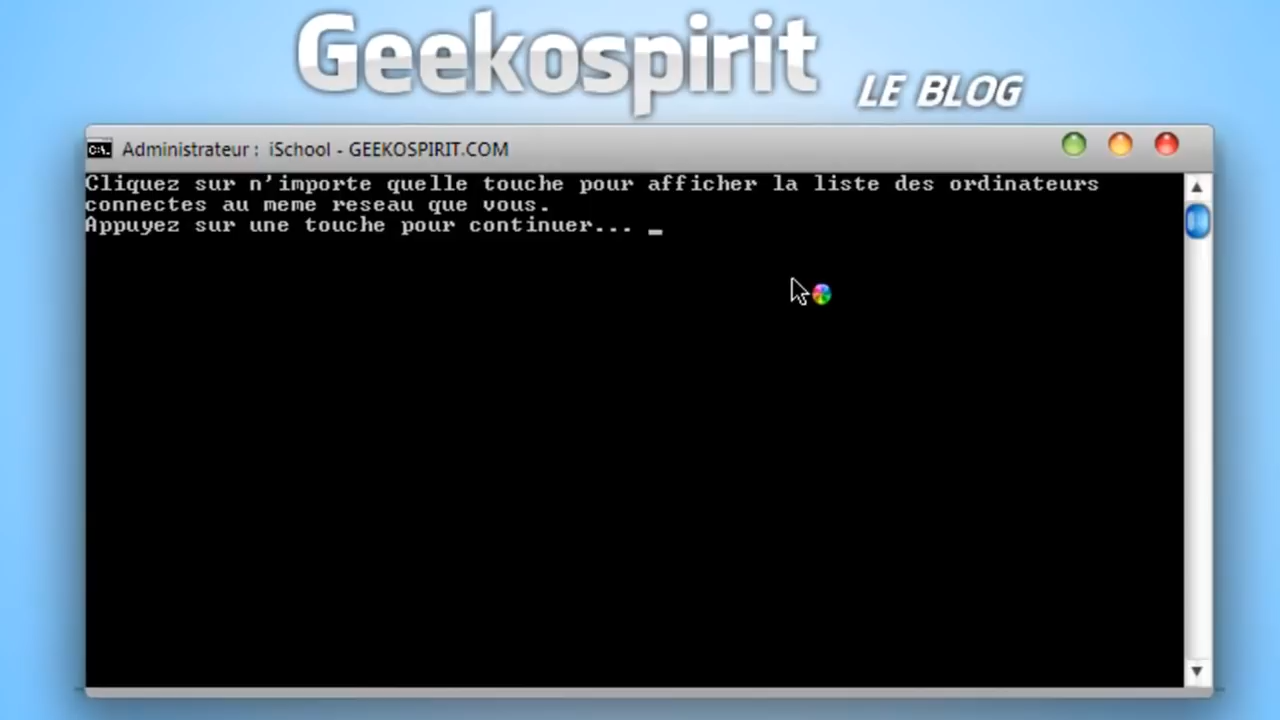 Geekospirit
LE BLOG
Administrateur : iSchool - GEEKOSPIRIT.COM
Cliquez sur n'importe quelle touche pour afficher la liste des ordinateurs
connectes au meme reseau que vous.
Appuyez sur une touche pour continuer... _